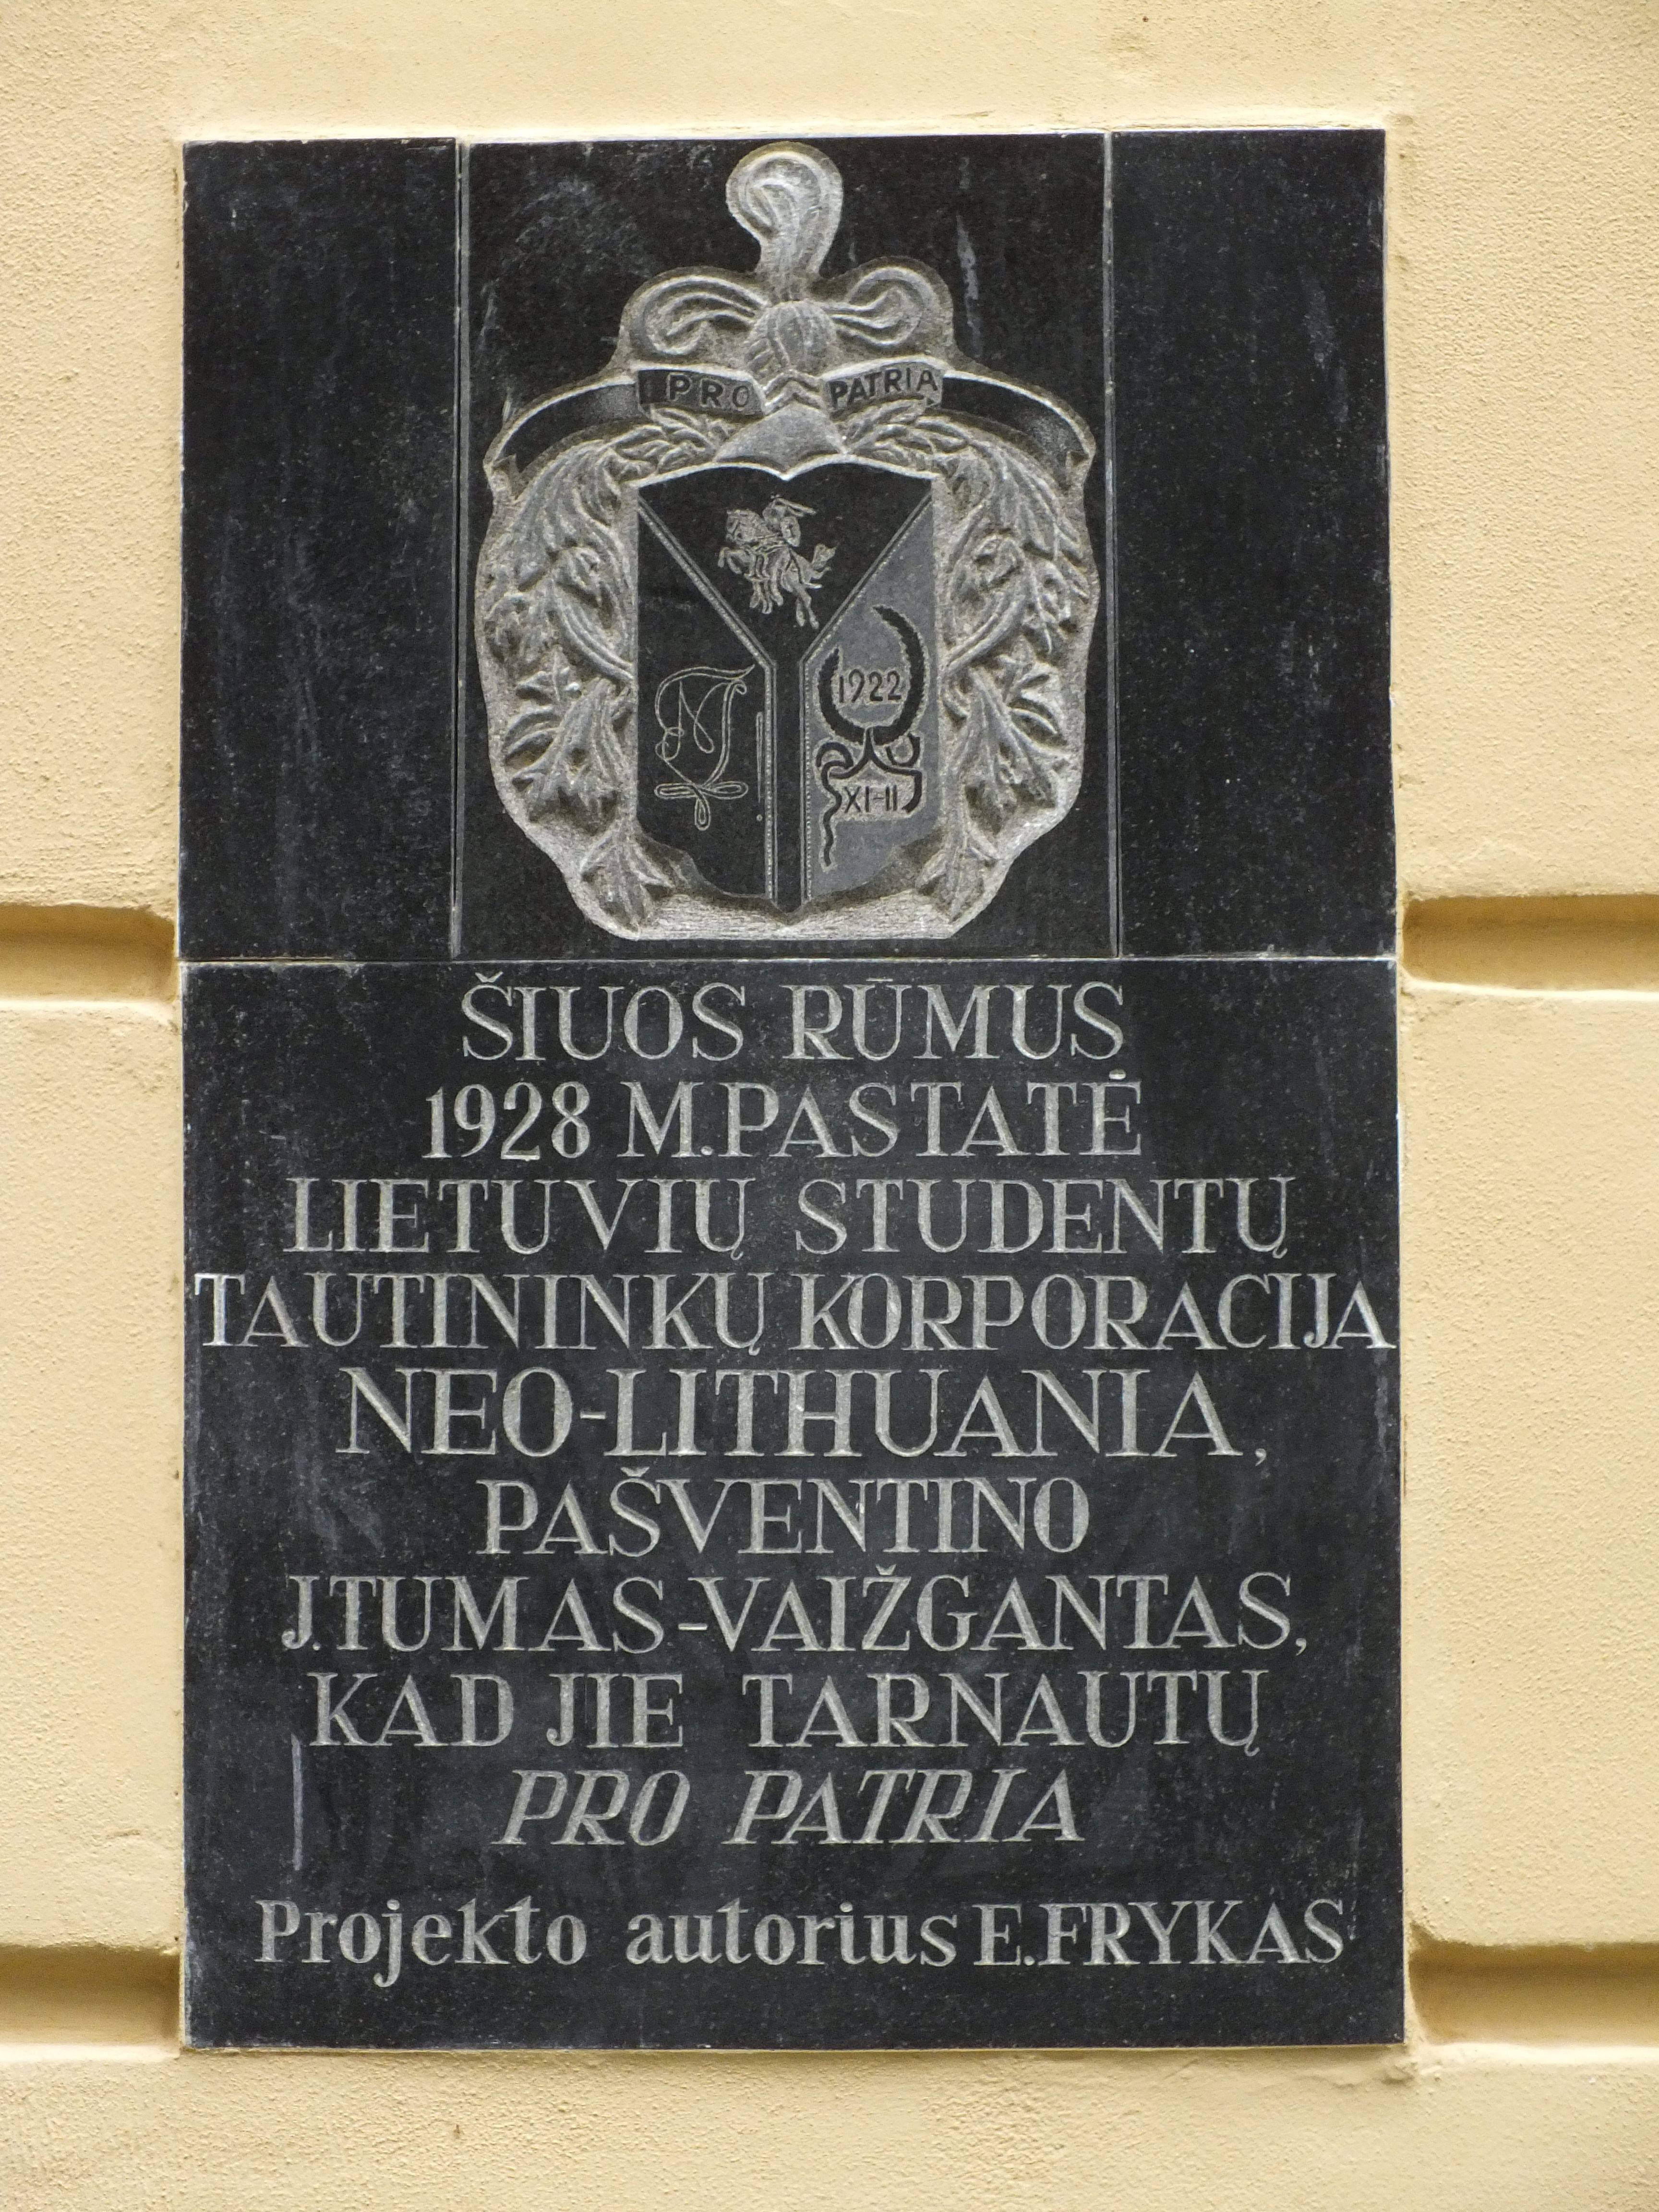 PRO PATRIA
1922
XI-II
ŠIUOS RŪMUS
1928 M.PASTATĖ
LIETUVIŲ STUDENTŲ
TAUTININKŲ KORPORACIJA
NEO-LITHUANIA,
PAŠVENTINO
J.TUMAS-VAIŽGANTAS,
KAD JIE TARNAUTŲ
PRO PATRIA
Projekto autorius E.FRYKAS